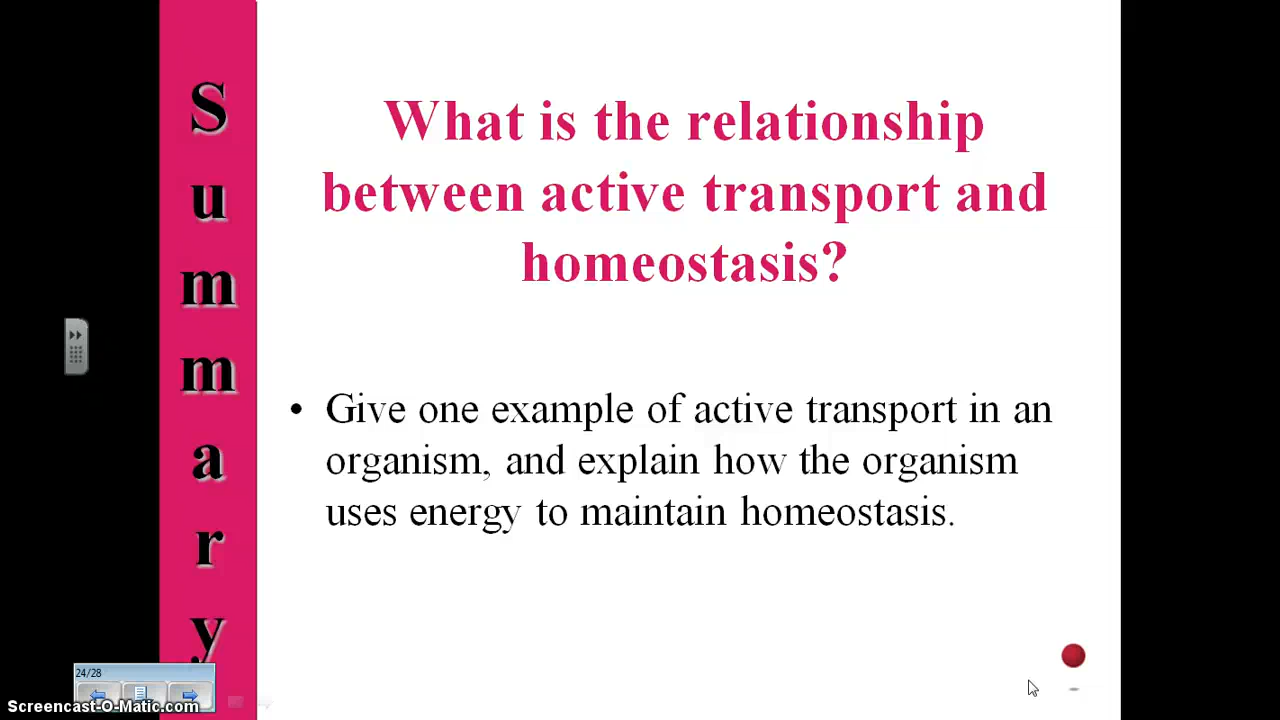 S
u
m
m
a
r
y
What is the relationship
between active transport and
homeostasis?
• Give one example of active transport in an
organism, and explain how the organism
uses energy to maintain homeostasis.
24/28
Screencast-O-Matic.com